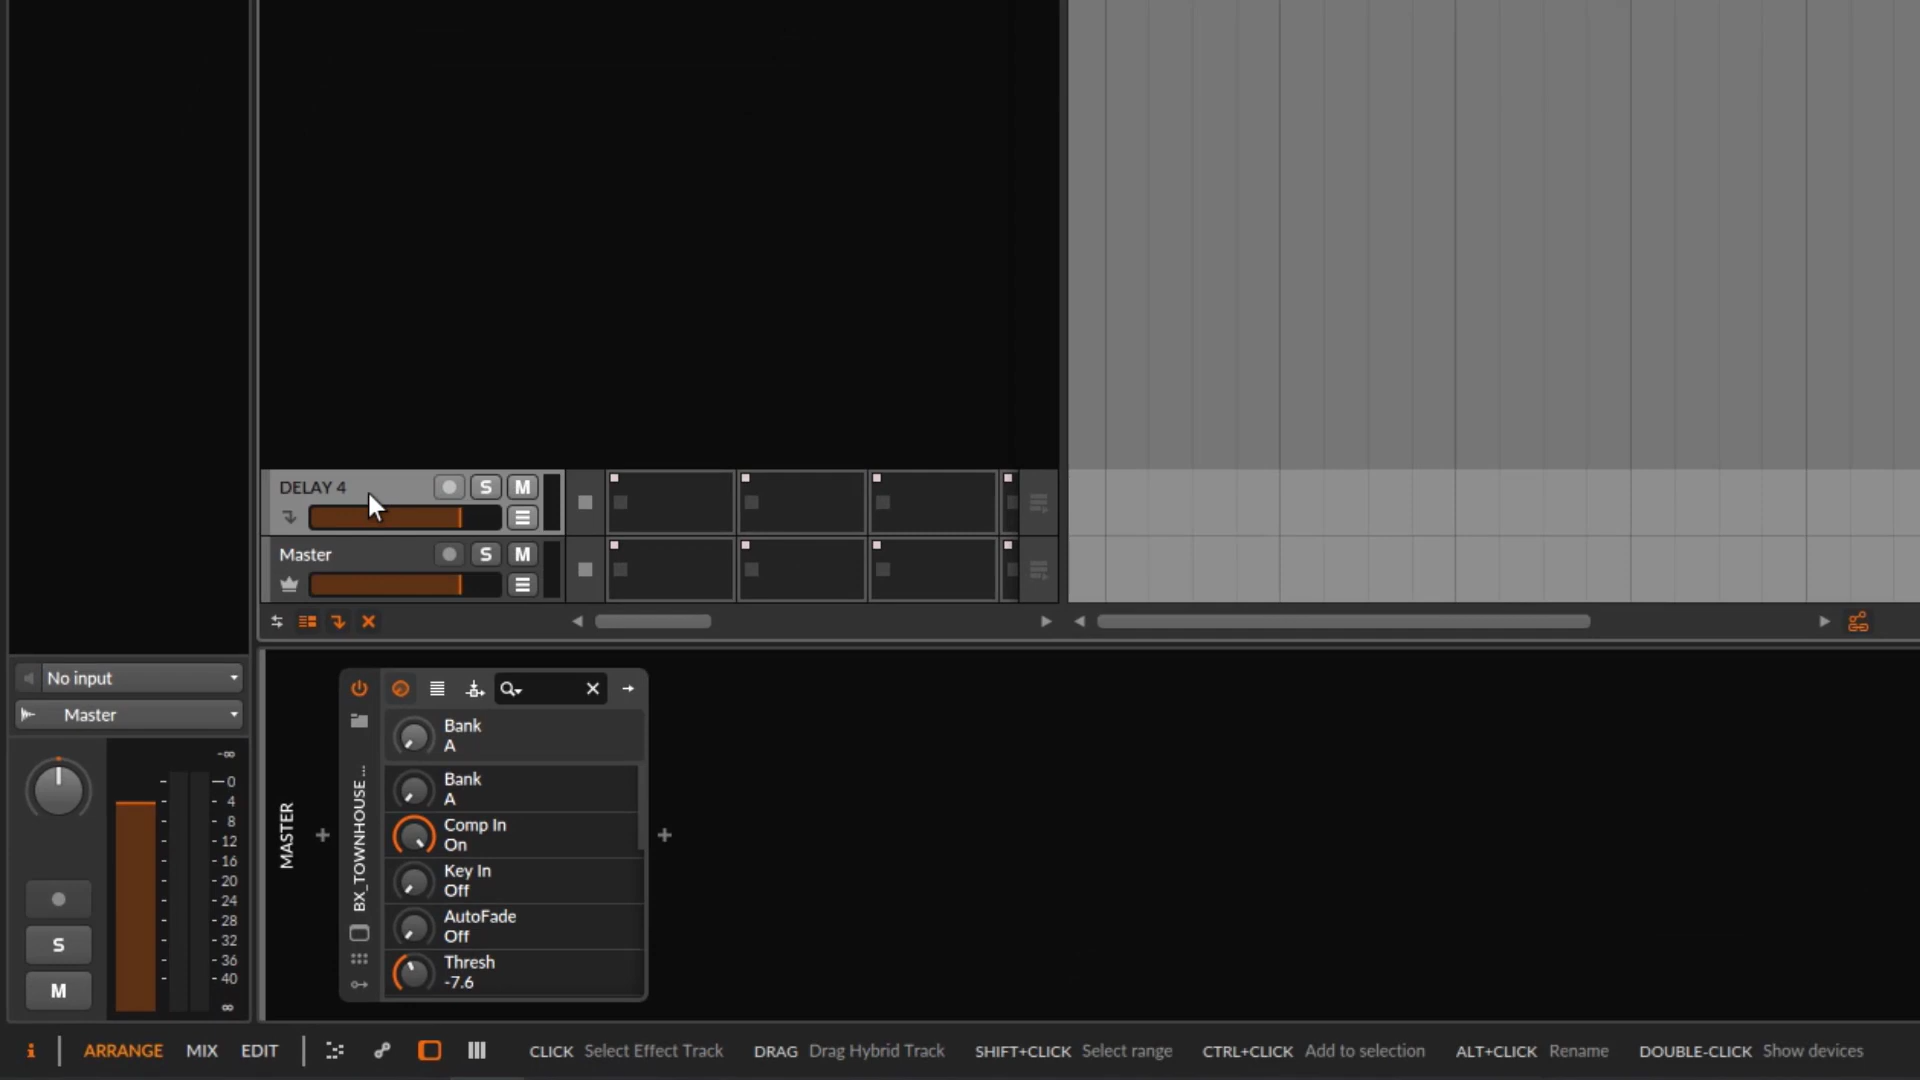 DELAY 4
S
M
Master
S
M
No input
Master
-∞
0
4
8
12
16
20
24
28
32
36
40
∞
S
M
MASTER
BX_TOWNHOUSE ...
Bank
A
Bank
A
Comp In
On
Key In
Off
AutoFade
Off
Thresh
-7.6
i ARRANGE MIX EDIT CLICK Select Effect Track DRAG Drag Hybrid Track SHIFT+CLICK Select range CTRL+CLICK Add to selection ALT+CLICK Rename DOUBLE-CLICK Show devices